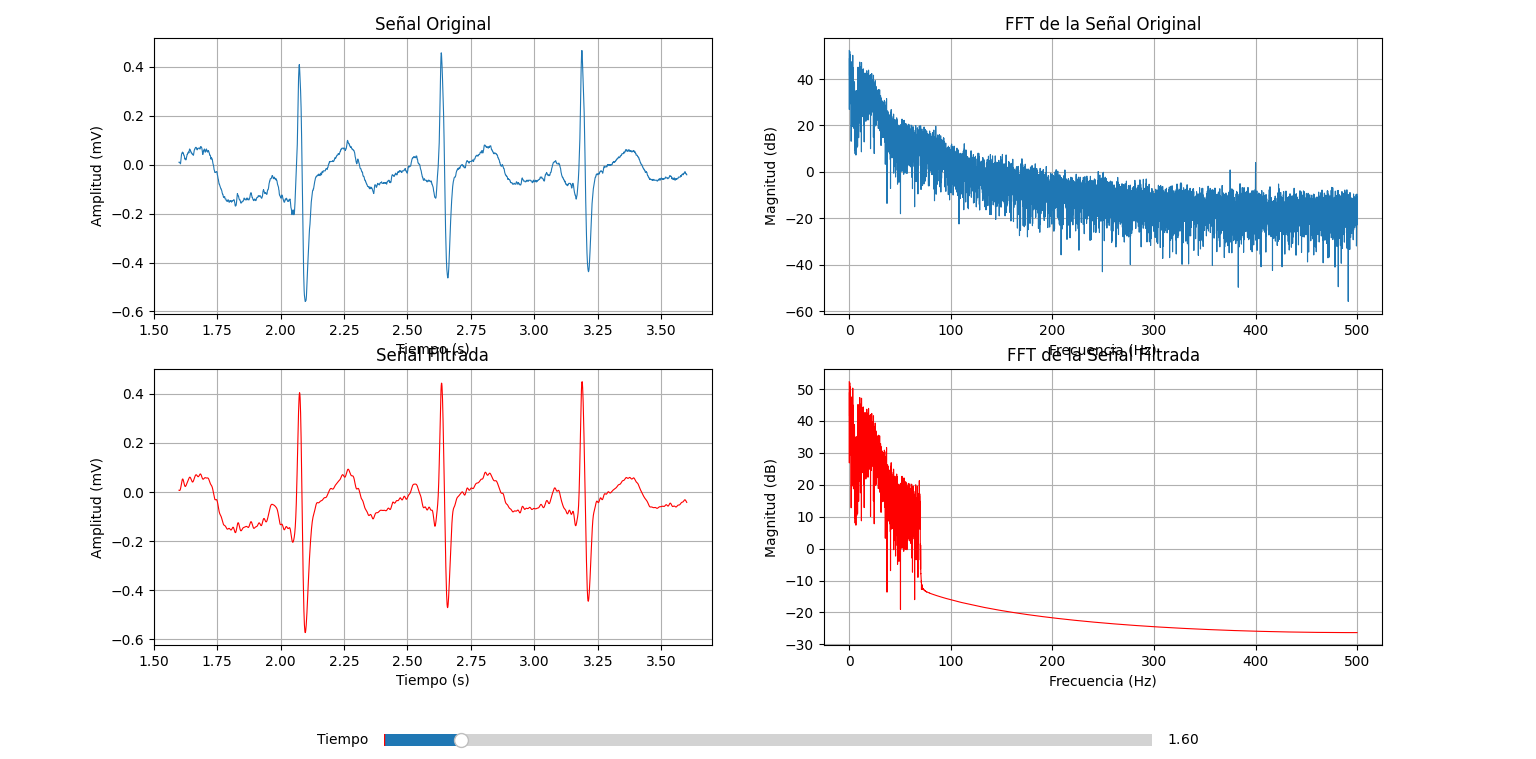 Señal Original
Amplitud (mV)
0.4
0.2
0.0
−0.2
−0.4
−0.6
1.50 1.75 2.00 2.25 2.50 2.75 3.00 3.25 3.50
Tiempo (s)
FFT de la Señal Original
Magnitud (dB)
40
20
0
−20
−40
−60
0 100 200 300 400 500
Frecuencia (Hz)
Señal Filtrada
Amplitud (mV)
0.4
0.2
0.0
−0.2
−0.4
−0.6
1.50 1.75 2.00 2.25 2.50 2.75 3.00 3.25 3.50
Tiempo (s)
FFT de la Señal Filtrada
Magnitud (dB)
50
40
30
20
10
0
−10
−20
−30
0 100 200 300 400 500
Frecuencia (Hz)
Tiempo 1.60